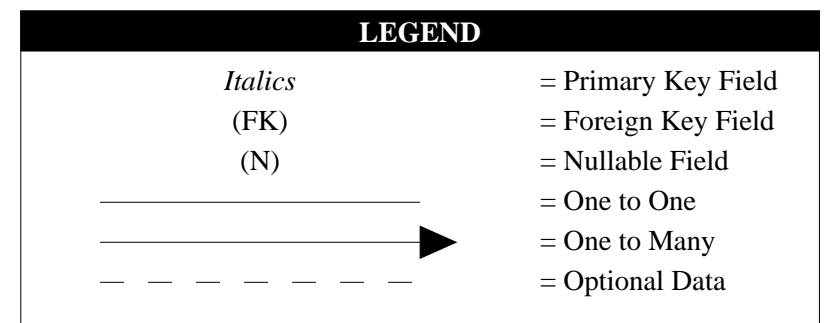 LEGEND
Italics = Primary Key Field
(FK) = Foreign Key Field
(N) = Nullable Field
= One to One
= One to Many
= Optional Data